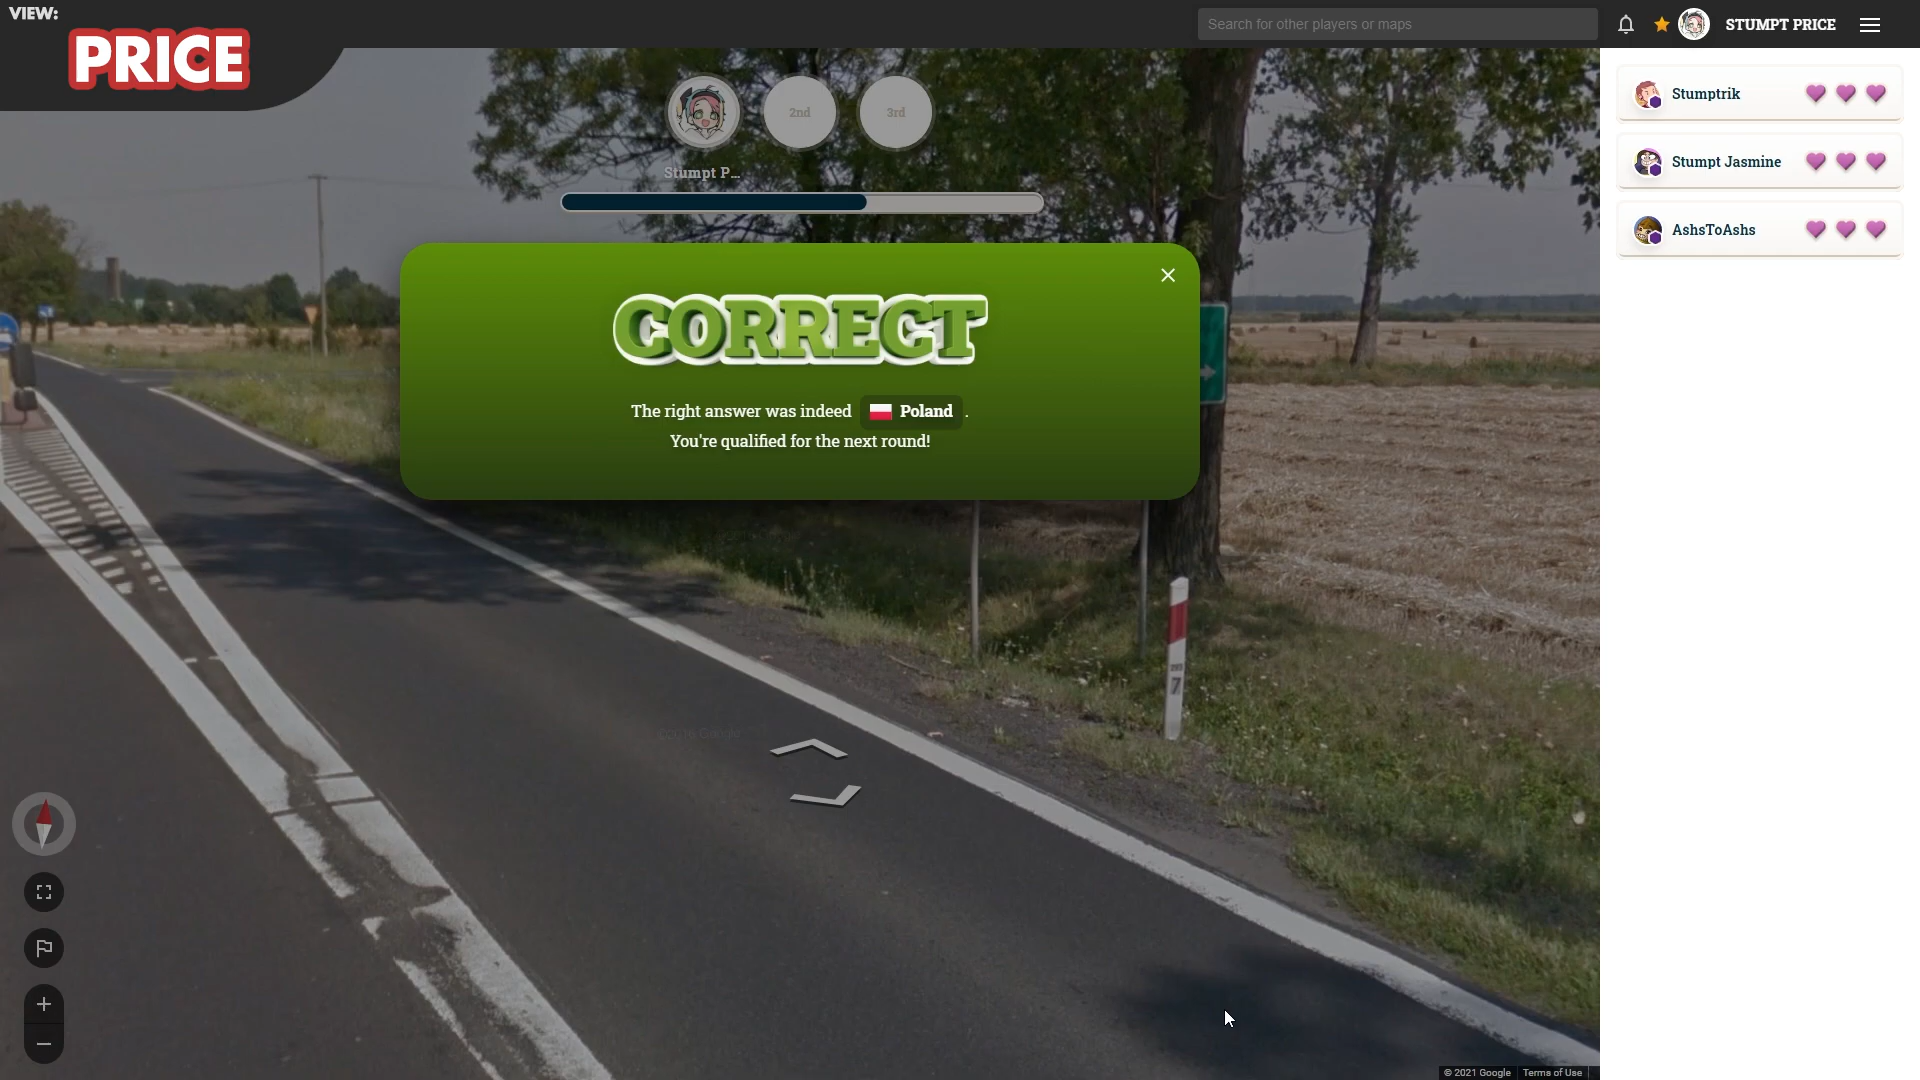 VIEW:
PRICE
Search for other players or maps
STUMPT PRICE
2nd
3rd
Stumpt P...
Stumptrik
Stumpt Jasmine
AshsToAshs
CORRECT
The right answer was indeed Poland .
You're qualified for the next round!
7
© 2021 Google
Terms of Use